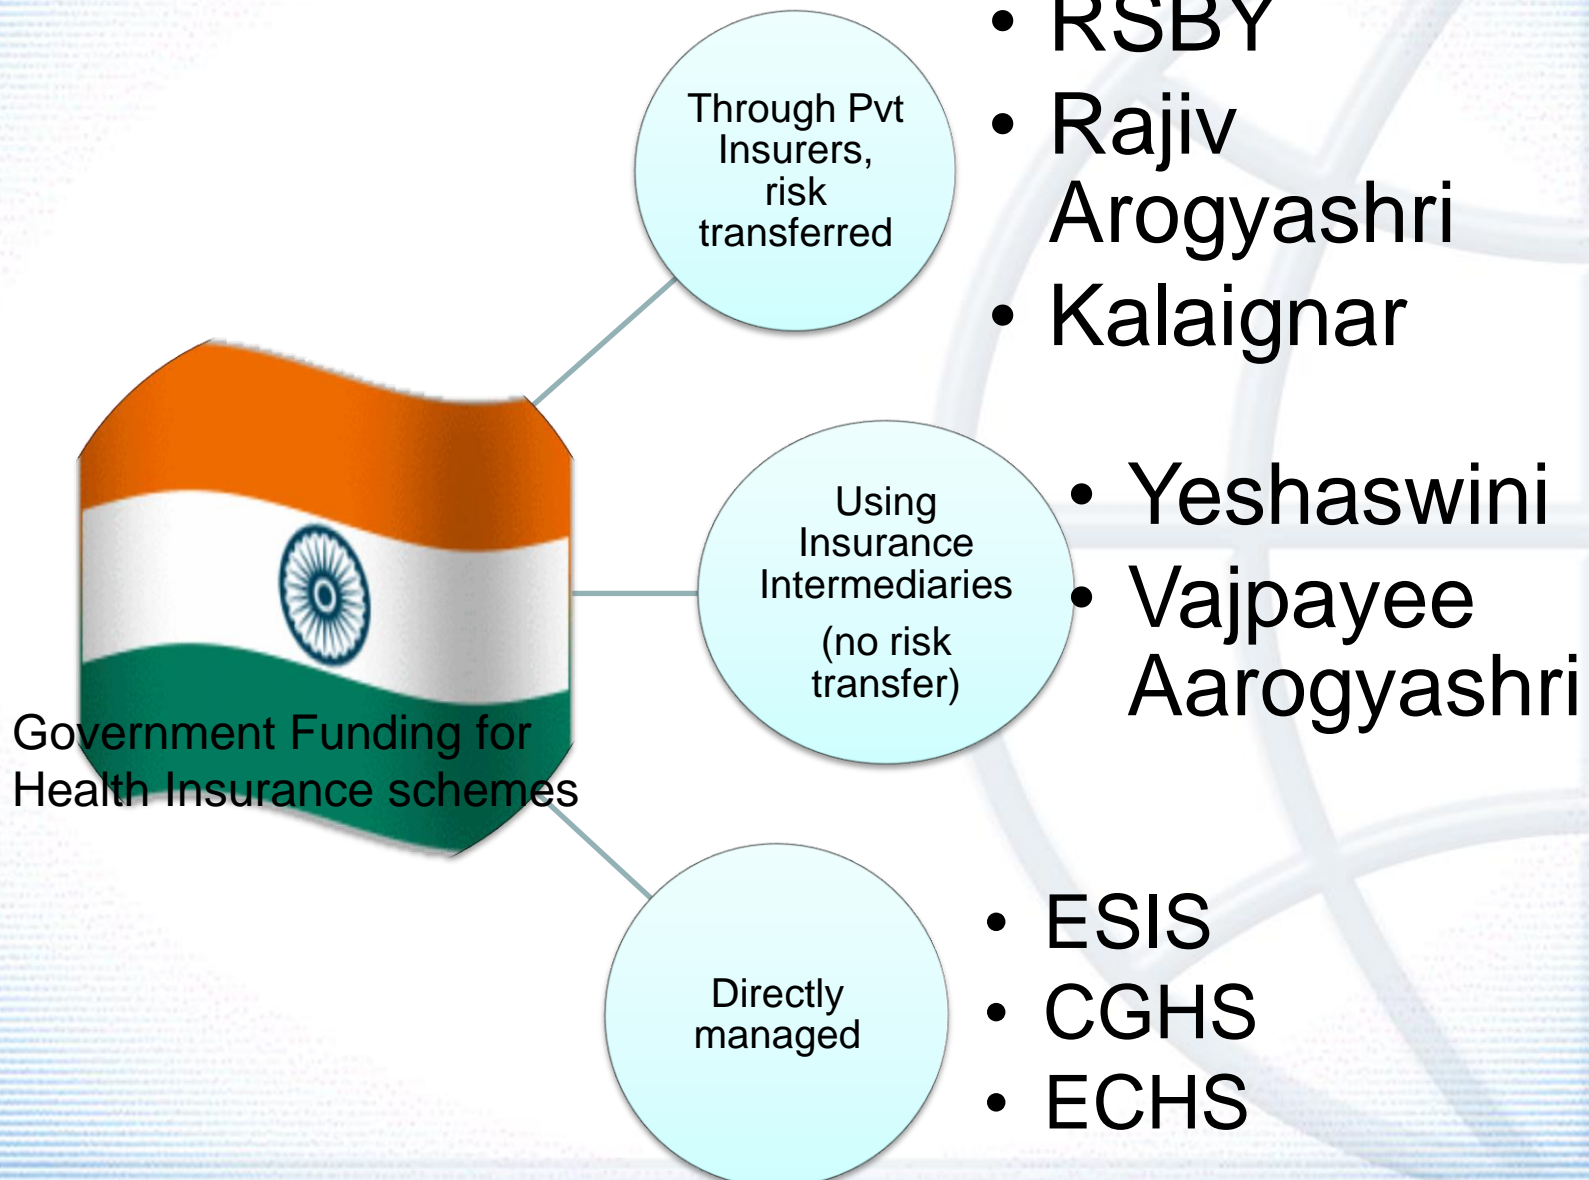 Through Pvt
Insurers,
risk
transferred
• RSBY
• Rajiv
Arogyashri
• Kalaignar
Government Funding for
Health Insurance schemes
Using
Insurance
Intermediaries
(no risk
transfer)
• Yeshaswini
• Vajpayee
Aarogyashri
Directly
managed
• ESIS
• CGHS
• ECHS